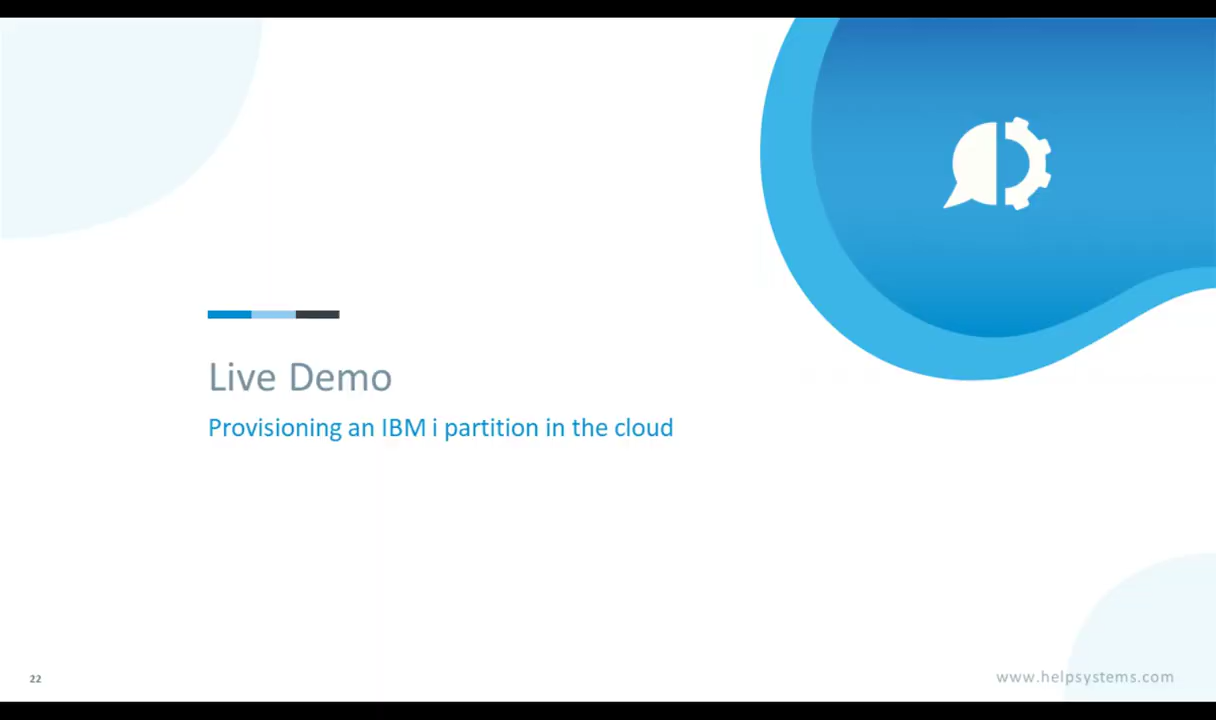 Live Demo
Provisioning an IBM i partition in the cloud
22
www.helpsystems.com